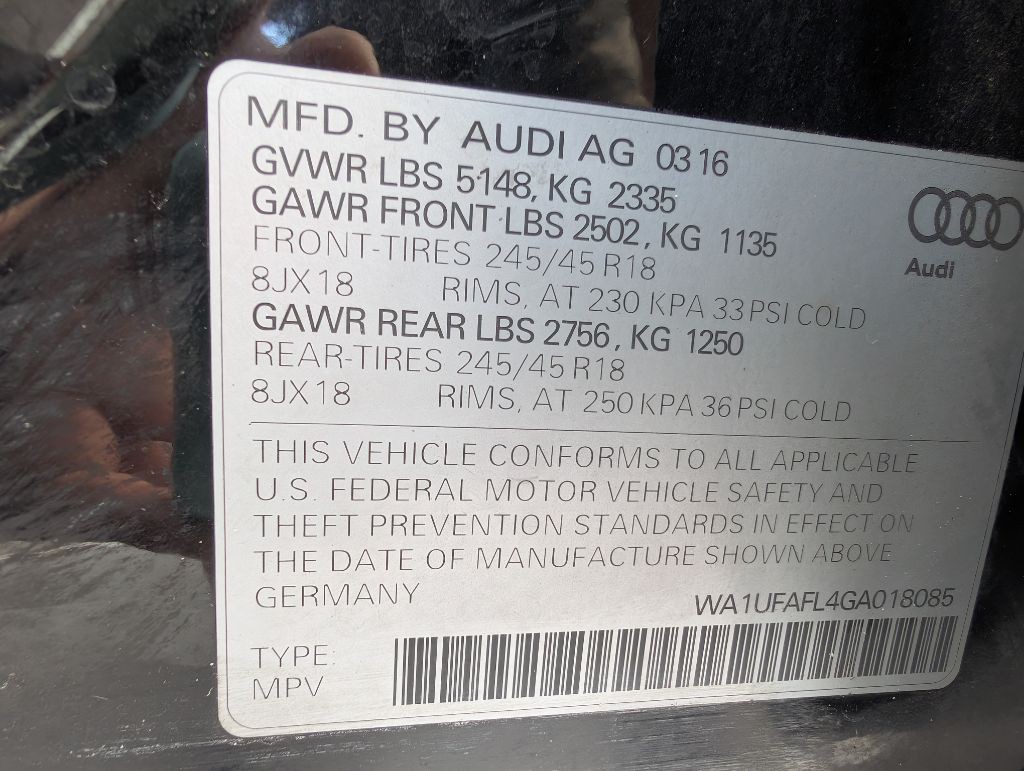 MFD. BY AUDI AG 03 16
GVWR LBS 5148, KG 2335
GAWR FRONT LBS 2502, KG 1135
FRONT-TIRES 245/45 R18
8JX18 RIMS, AT 230 KPA 33 PSI COLD
GAWR REAR LBS 2756, KG 1250
REAR-TIRES 245/45 R18
8JX18 RIMS, AT 250 KPA 36 PSI COLD
Audi
THIS VEHICLE CONFORMS TO ALL APPLICABLE
U.S. FEDERAL MOTOR VEHICLE SAFETY AND
THEFT PREVENTION STANDARDS IN EFFECT ON
THE DATE OF MANUFACTURE SHOWN ABOVE
GERMANY
WA1UFAFL4GA018085
TYPE:
MPV